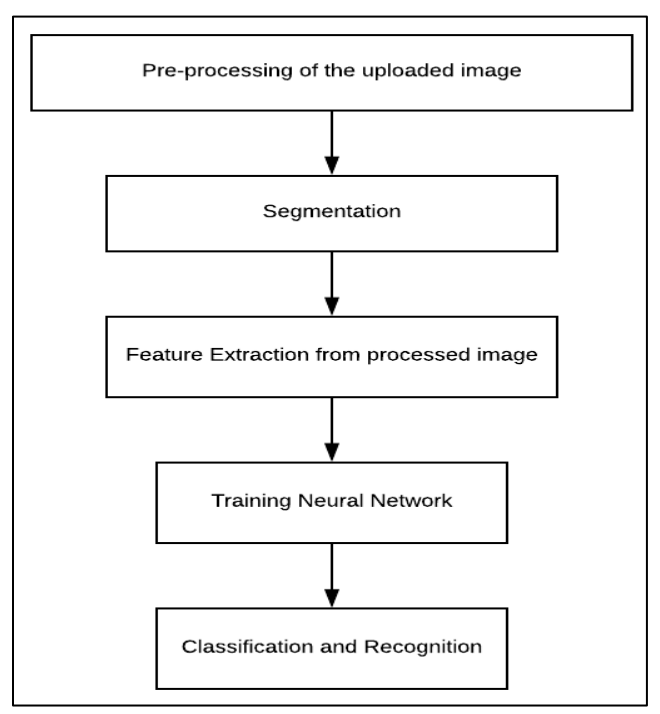 Pre-processing of the uploaded image
Segmentation
Feature Extraction from processed image
Training Neural Network
Classification and Recognition